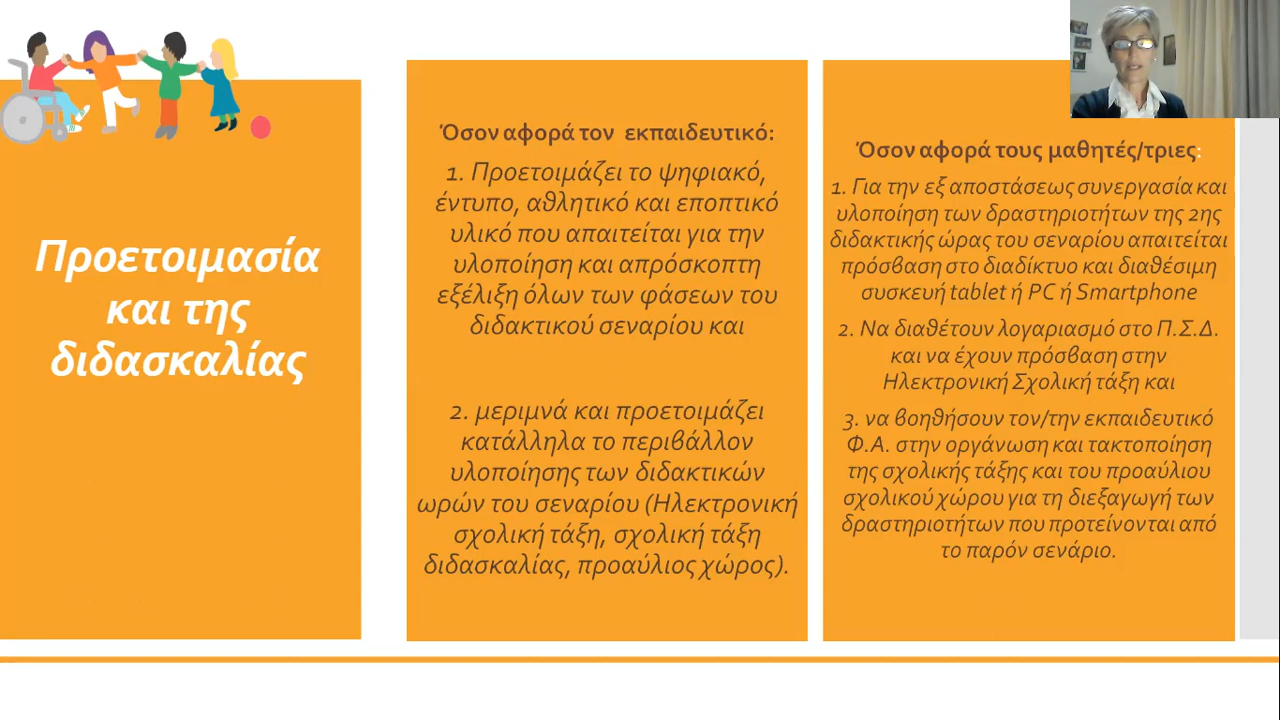 Προετοιμασία
και της
διδασκαλίας
Όσον αφορά τον εκπαιδευτικό:
1. Προετοιμάζει το ψηφιακό,
έντυπο, αθλητικό και εποπτικό
υλικό που απαιτείται για την
υλοποίηση και απρόσκοπτη
εξέλιξη όλων των φάσεων του
διδακτικού σεναρίου και
2. μεριμνά και προετοιμάζει
κατάλληλα το περιβάλλον
υλοποίησης των διδακτικών
ωρών του σεναρίου (Ηλεκτρονική
σχολική τάξη, σχολική τάξη
διδασκαλίας, προαύλιος χώρος).
Όσον αφορά τους μαθητές/τριες:
1. Για την εξ αποστάσεως συνεργασία και
υλοποίηση των δραστηριοτήτων της 2ης
διδακτικής ώρας του σεναρίου απαιτείται
πρόσβαση στο διαδίκτυο και διαθέσιμη
συσκευή tablet ή PC ή Smartphone
2. Να διαθέτουν λογαριασμό στο Π.Σ.Δ.
και να έχουν πρόσβαση στην
Ηλεκτρονική Σχολική τάξη και
3. να βοηθήσουν τον/την εκπαιδευτικό
Φ.Α. στην οργάνωση και τακτοποίηση
της σχολικής τάξης και του προαύλιου
σχολικού χώρου για τη διεξαγωγή των
δραστηριοτήτων που προτείνονται από
το παρόν σενάριο.